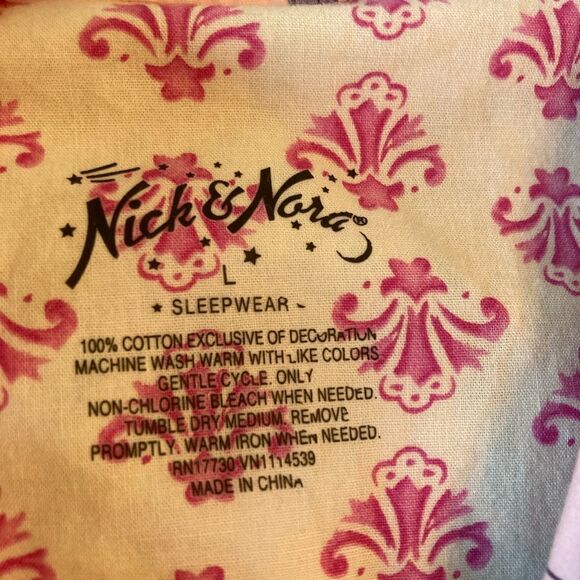 Nick & Nora®
L
★ SLEEPWEAR
100% COTTON EXCLUSIVE OF DECORATION
MACHINE WASH WARM WITH LIKE COLORS
GENTLE CYCLE. ONLY
NON-CHLORINE BLEACH WHEN NEEDED.
TUMBLE DRY MEDIUM, REMOVE
PROMPTLY. WARM IRON WHEN NEEDED.
RN17730 VN1114539
MADE IN CHINA